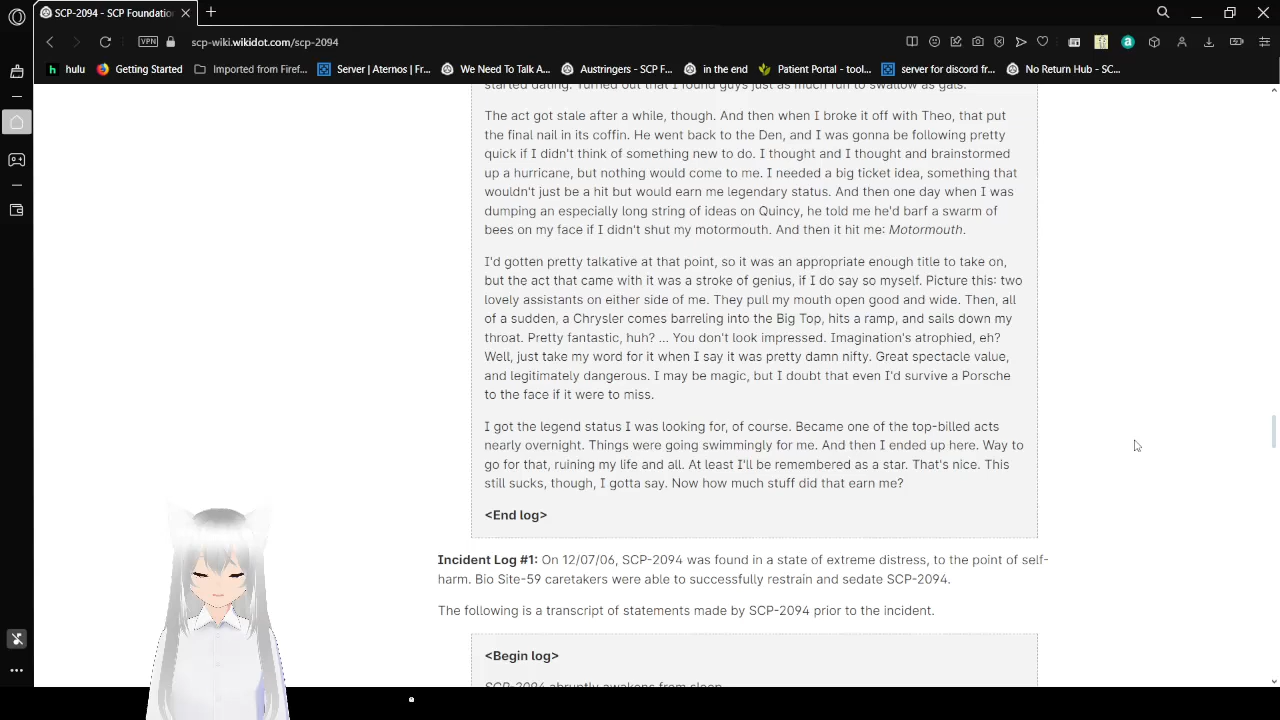 SCP-2094 - SCP Foundatio
scp-wiki.wikidot.com/scp-2094
VPN
hulu
Getting Started
Imported from Firef...
Server | Aternos | Fr...
We Need To Talk A...
Austringers - SCP F...
in the end
Patient Portal - tool...
server for discord fr...
No Return Hub - SC...
started dating. Turned out that I found guys just as much fun to swallow as gals.
The act got stale after a while, though. And then when I broke it off with Theo, that put
the final nail in its coffin. He went back to the Den, and I was gonna be following pretty
quick if I didn't think of something new to do. I thought and I thought and brainstormed
up a hurricane, but nothing would come to me. I needed a big ticket idea, something that
wouldn't just be a hit but would earn me legendary status. And then one day when I was
dumping an especially long string of ideas on Quincy, he told me he'd barf a swarm of
bees on my face if I didn't shut my motormouth. And then it hit me: Motormouth.
I'd gotten pretty talkative at that point, so it was an appropriate enough title to take on,
but the act that came with it was a stroke of genius, if I do say so myself. Picture this: two
lovely assistants on either side of me. They pull my mouth open good and wide. Then, all
of a sudden, a Chrysler comes barreling into the Big Top, hits a ramp, and sails down my
throat. Pretty fantastic, huh? ... You don't look impressed. Imagination's atrophied, eh?
Well, just take my word for it when I say it was pretty damn nifty. Great spectacle value,
and legitimately dangerous. I may be magic, but I doubt that even I'd survive a Porsche
to the face if it were to miss.
I got the legend status I was looking for, of course. Became one of the top-billed acts
nearly overnight. Things were going swimmingly for me. And then I ended up here. Way to
go for that, ruining my life and all. At least I'll be remembered as a star. That's nice. This
still sucks, though, I gotta say. Now how much stuff did that earn me?
<End log>
Incident Log #1: On 12/07/06, SCP-2094 was found in a state of extreme distress, to the point of self-
harm. Bio Site-59 caretakers were able to successfully restrain and sedate SCP-2094.
The following is a transcript of statements made by SCP-2094 prior to the incident.
<Begin log>
SCP-2094 abruptly awakens from sleep.